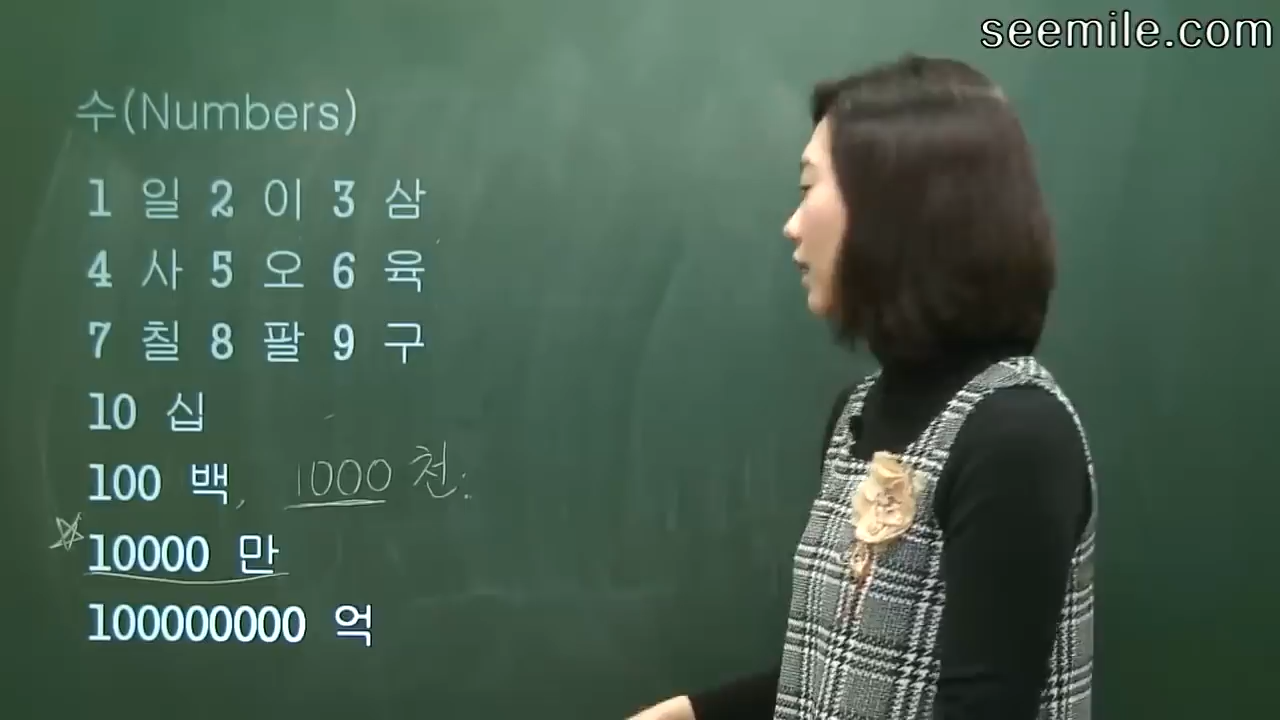 seemile.com
수(Numbers)
1 일 2 이 3 삼
4 사 5 오 6 육
7 칠 8 팔 9 구
10 십
100 백, 1000 천.
10000 만
100000000 억